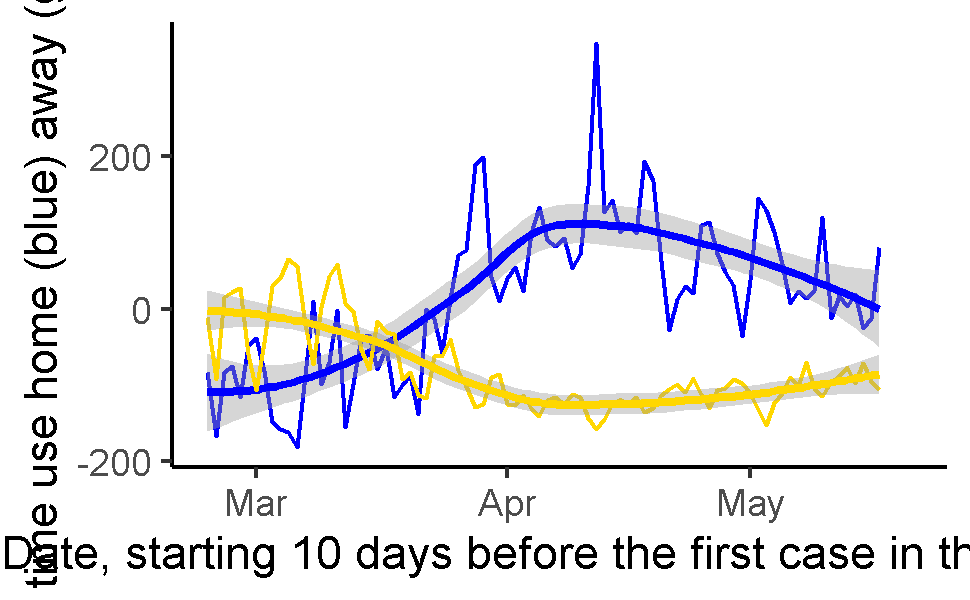 time use home (blue) away (
200
0
-200
Mar
Apr
May
Date, starting 10 days before the first case in th